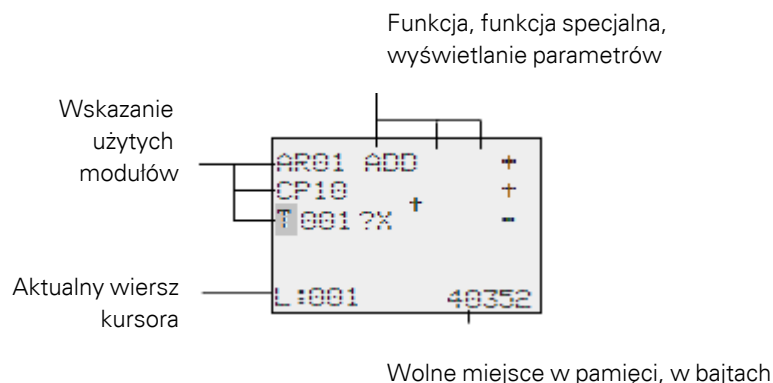 Funkcja, funkcja specjalna,
wyświetlanie parametrów
Wskazanie
użytych
modułów
AR01 ADD +
CP10 +
T 001 ?X + -
Aktualny wiersz
kursora
L:001 40352
Wolne miejsce w pamięci, w bajtach